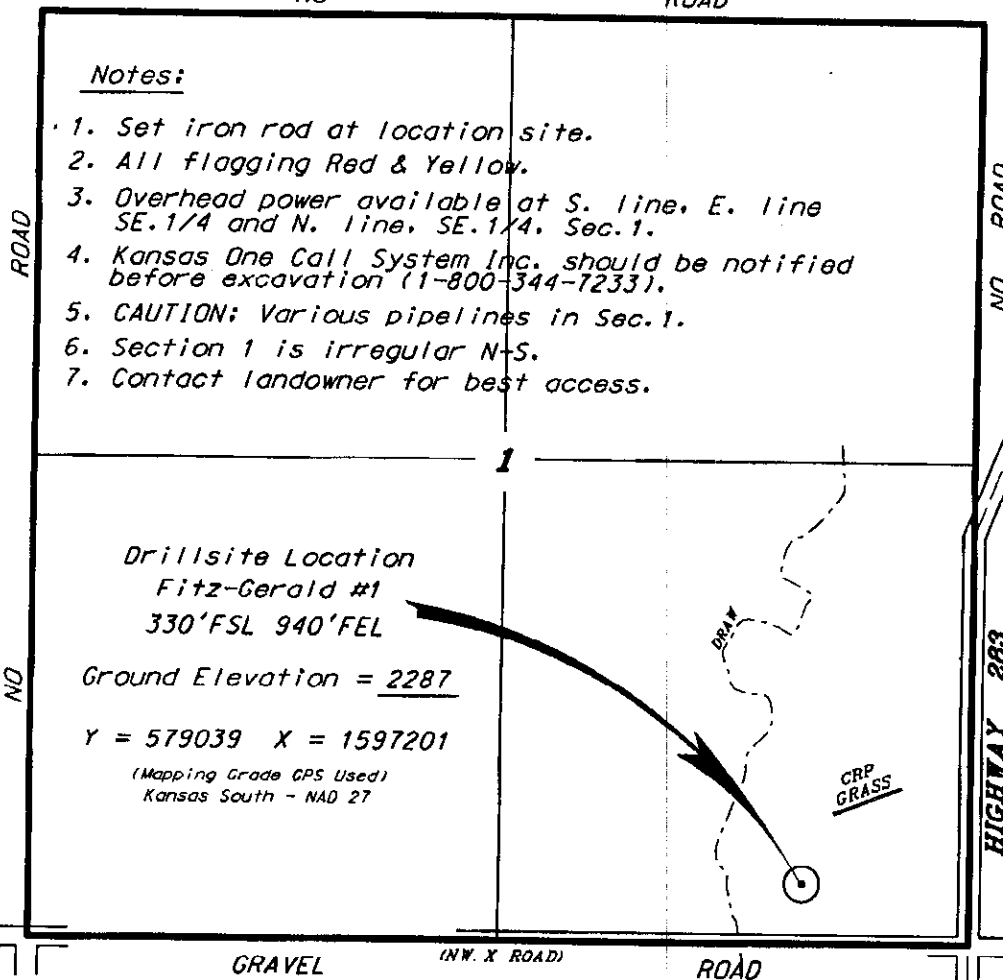 ROAD
Notes:
1. Set iron rod at location site.
2. All flagging Red & Yellow.
3. Overhead power available at S. line, E. line
SE.1/4 and N. line, SE.1/4, Sec.1.
4. Kansas One Call System Inc. should be notified
before excavation (1-800-344-7233).
5. CAUTION: Various pipelines in Sec.1.
6. Section 1 is irregular N-S.
7. Contact landowner for best access.
ROAD
NO
ROAD
NO
1
Drillsite Location
Fitz-Gerald #1
330'FSL 940'FEL
Ground Elevation = 2287
Y = 579039 X = 1597201
(Mapping Grade GPS Used)
Kansas South - NAD 27
DRAW
CRP
GRASS
HIGHWAY 283
GRAVEL (NW. X ROAD) ROAD